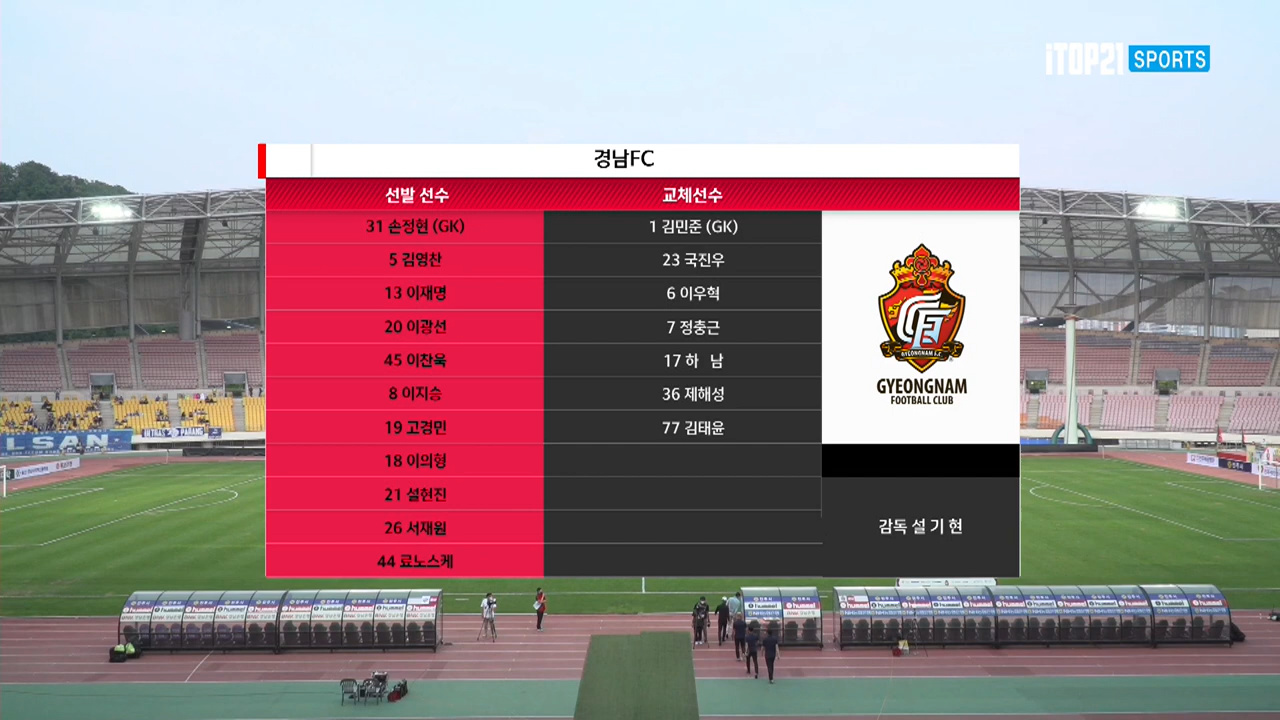 iTOP21 SPORTS
경남FC
선발 선수 교체선수
31 손정현 (GK) 1 김민준 (GK)
5 김영찬 23 국진우
13 이재명 6 이우혁
20 이광선 7 정충근
45 이찬욱 17 하 남
8 이지승 36 제해성
19 고경민 77 김태윤
18 이의형
21 설현진
26 서재원
44 료노스케
GYEONGNAM F.C.
GYEONGNAM
FOOTBALL CLUB
감독 설 기 현
LSAN
hummel